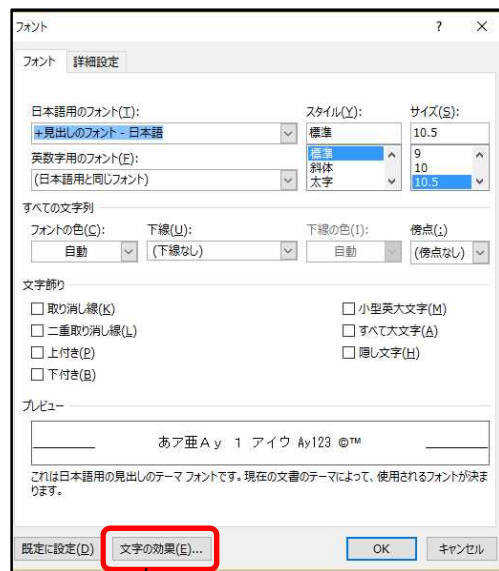 フォント ? ×
フォント 詳細設定
日本語用のフォント(T): スタイル(Y): サイズ(S):
+見出しのフォント - 日本語 標準 10.5
英数字用のフォント(F): 標準 9
(日本語用と同じフォント) 斜体 10
太字 10.5
すべての文字列
フォントの色(C): 下線(U): 下線の色(I): 傍点(:)
自動 (下線なし) 自動 (傍点なし)
文字飾り
取り消し線(K) 小型英大文字(M)
二重取り消し線(L) すべて大文字(A)
上付き(P) 隠し文字(H)
下付き(B)
プレビュー
あア亜Ay 1 アイウ Ay123 ©™
これは日本語用の見出しのテーマ フォントです。現在の文書のテーマによって、使用されるフォントが決ま
ります。
既定に設定(D) 文字の効果(E)... OK キャンセル